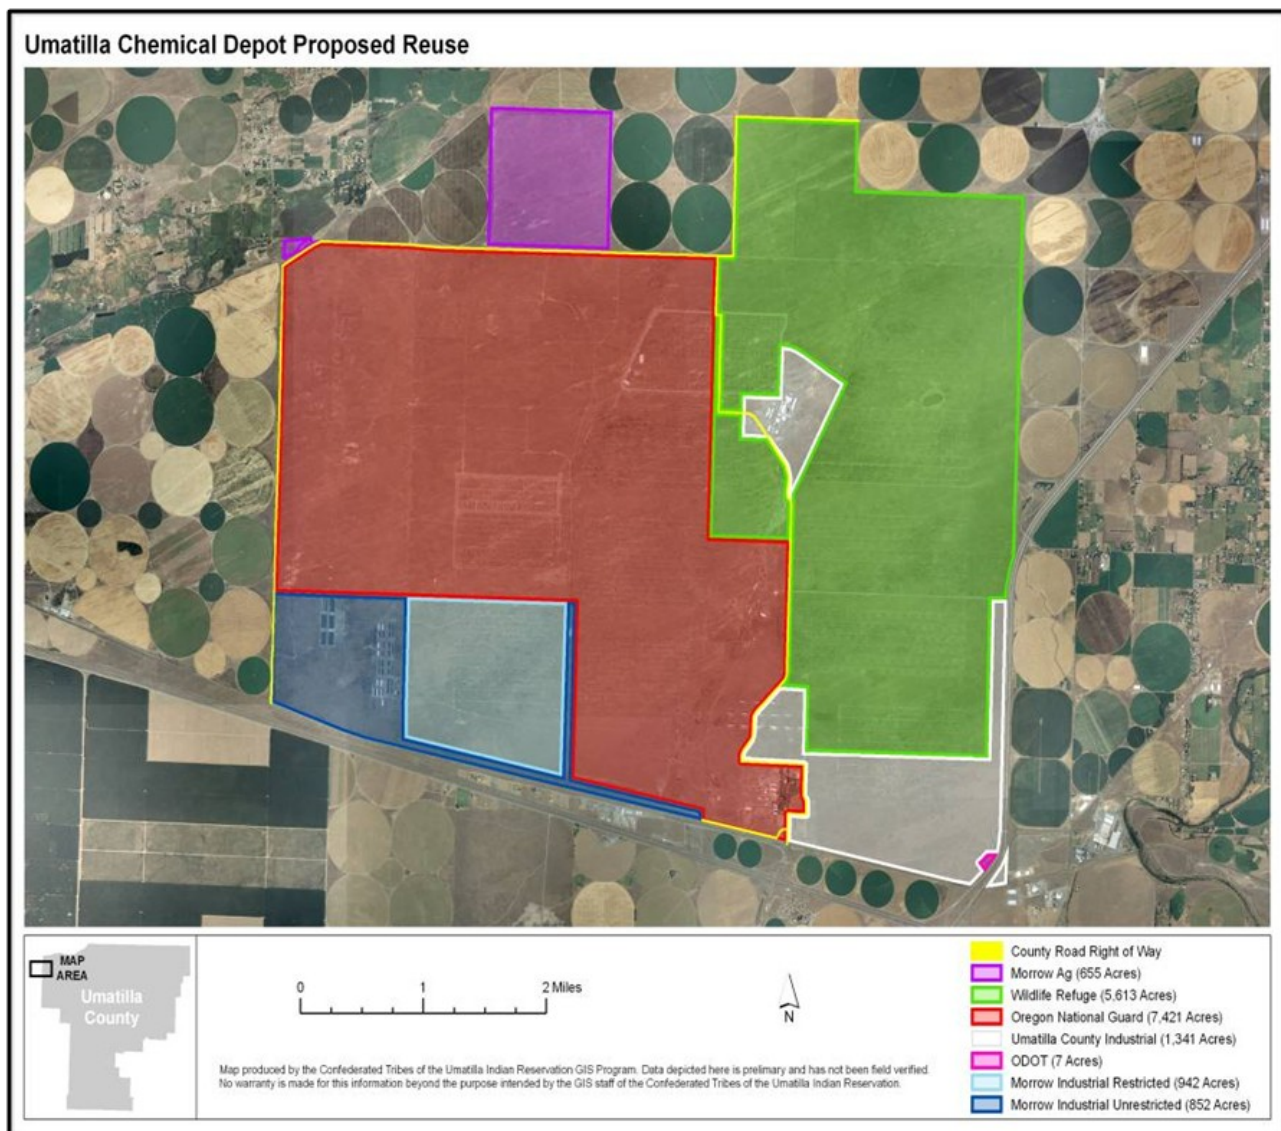 Umatilla Chemical Depot Proposed Reuse
MAP
AREA
Umatilla
County
0 1 2 Miles
N
Map produced by the Confederated Tribes of the Umatilla Indian Reservation GIS Program. Data depicted here is prelimary and has not been field verified.
No warranty is made for this information beyond the purpose intended by the GIS staff of the Confederated Tribes of the Umatilla Indian Reservation.
County Road Right of Way
Morrow Ag (655 Acres)
Wildlife Refuge (5,613 Acres)
Oregon National Guard (7,421 Acres)
Umatilla County Industrial (1,341 Acres)
ODOT (7 Acres)
Morrow Industrial Restricted (942 Acres)
Morrow Industrial Unrestricted (852 Acres)